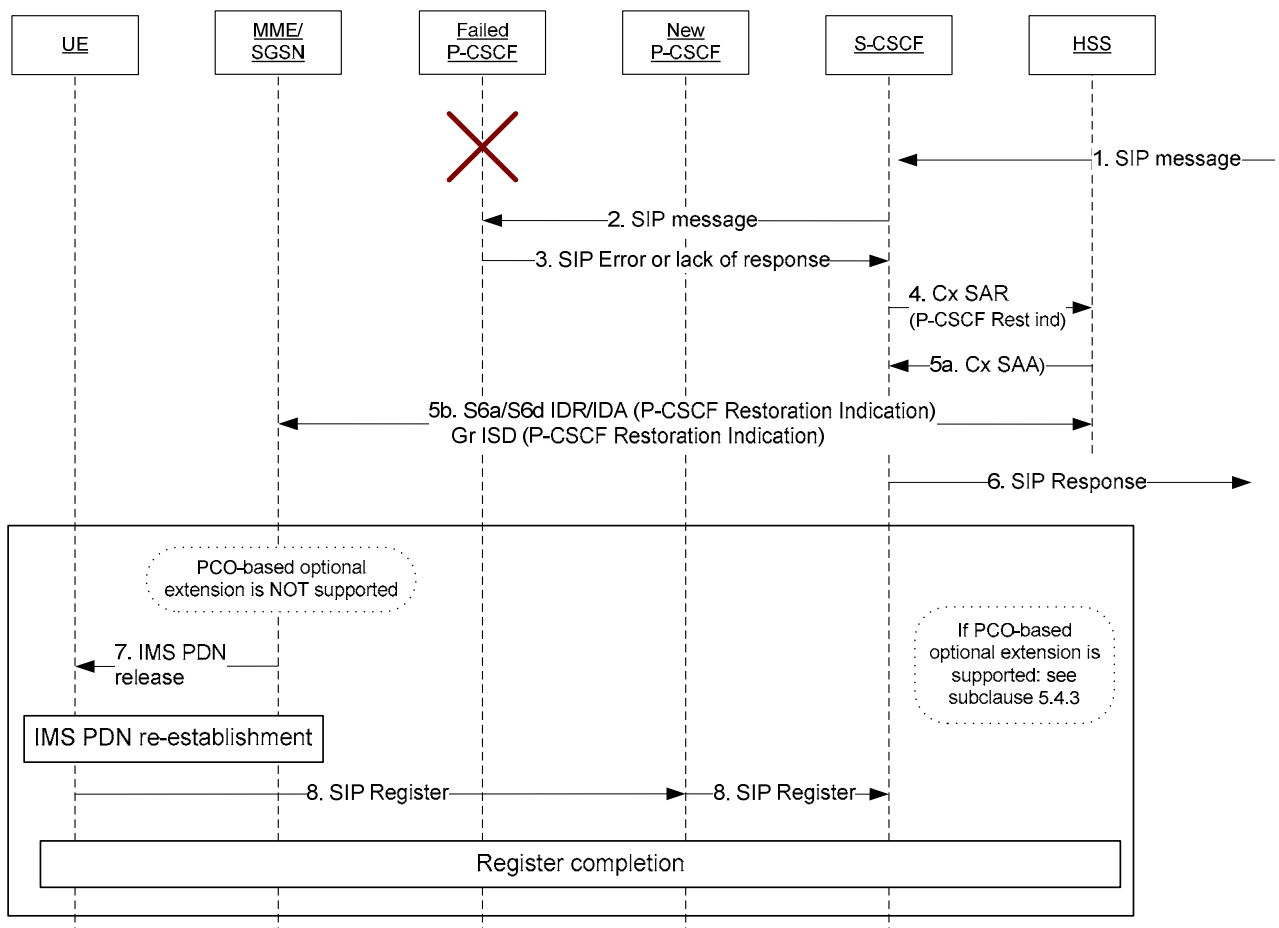 UE
MME/
SGSN
Failed
P-CSCF
New
P-CSCF
S-CSCF
HSS
1. SIP message
2. SIP message
3. SIP Error or lack of response
4. Cx SAR
(P-CSCF Rest ind)
5a. Cx SAA)
5b. S6a/S6d IDR/IDA (P-CSCF Restoration Indication)
Gr ISD (P-CSCF Restoration Indication)
6. SIP Response
PCO-based optional
extension is NOT supported
If PCO-based
optional extension is
supported: see
subclause 5.4.3
7. IMS PDN
release
IMS PDN re-establishment
8. SIP Register
8. SIP Register
Register completion